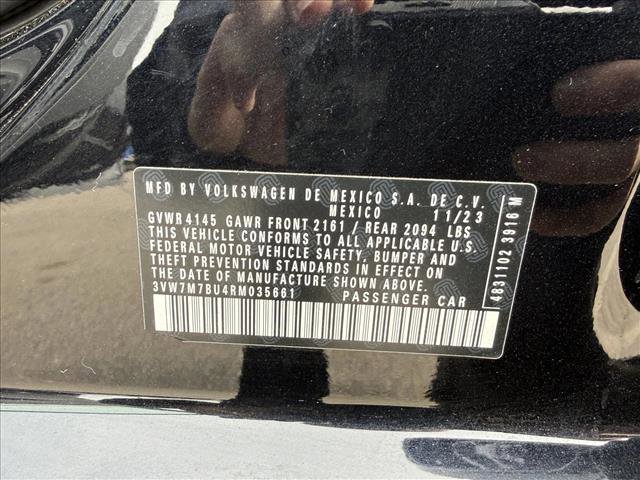 MFD BY VOLKSWAGEN DE MEXICO S.A. DE C.V.
MEXICO 11/23
GVWR 4145 GAWR FRONT 2161 / REAR 2094 LBS
THIS VEHICLE CONFORMS TO ALL APPLICABLE U.S.
FEDERAL MOTOR VEHICLE SAFETY, BUMPER AND
THEFT PREVENTION STANDARDS IN EFFECT ON
THE DATE OF MANUFACTURE SHOWN ABOVE.
3VW7M7BU4RM035661 PASSENGER CAR
4831102 3916 M